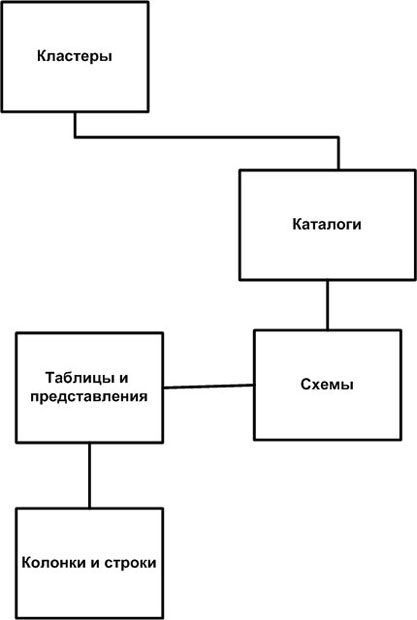 Кластеры
Каталоги
Схемы
Таблицы и
представления
Колонки и строки